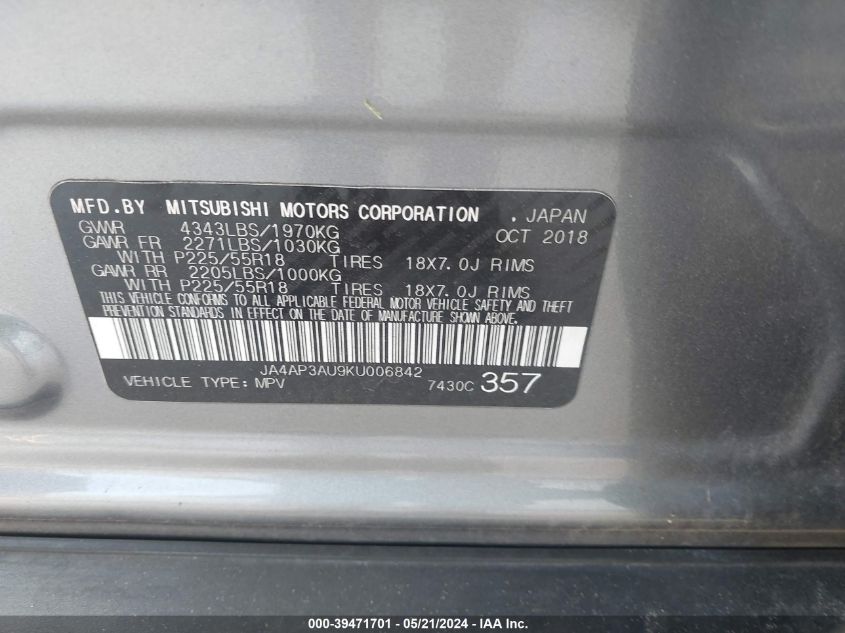 MFD.BY MITSUBISHI MOTORS CORPORATION . JAPAN
GVWR 4343LBS/1970KG OCT 2018
GAWR FR 2271LBS/1030KG
WITH P225/55R18 TIRES 18X7.0J RIMS
GAWR RR 2205LBS/1000KG
WITH P225/55R18 TIRES 18X7.0J RIMS
THIS VEHICLE CONFORMS TO ALL APPLICABLE FEDERAL MOTOR VEHICLE SAFETY AND THEFT
PREVENTION STANDARDS IN EFFECT ON THE DATE OF MANUFACTURE SHOWN ABOVE.
JA4AP3AU9KU006842
VEHICLE TYPE: MPV 7430C 357
000-39471701 - 05/21/2024 - IAAI, Inc.